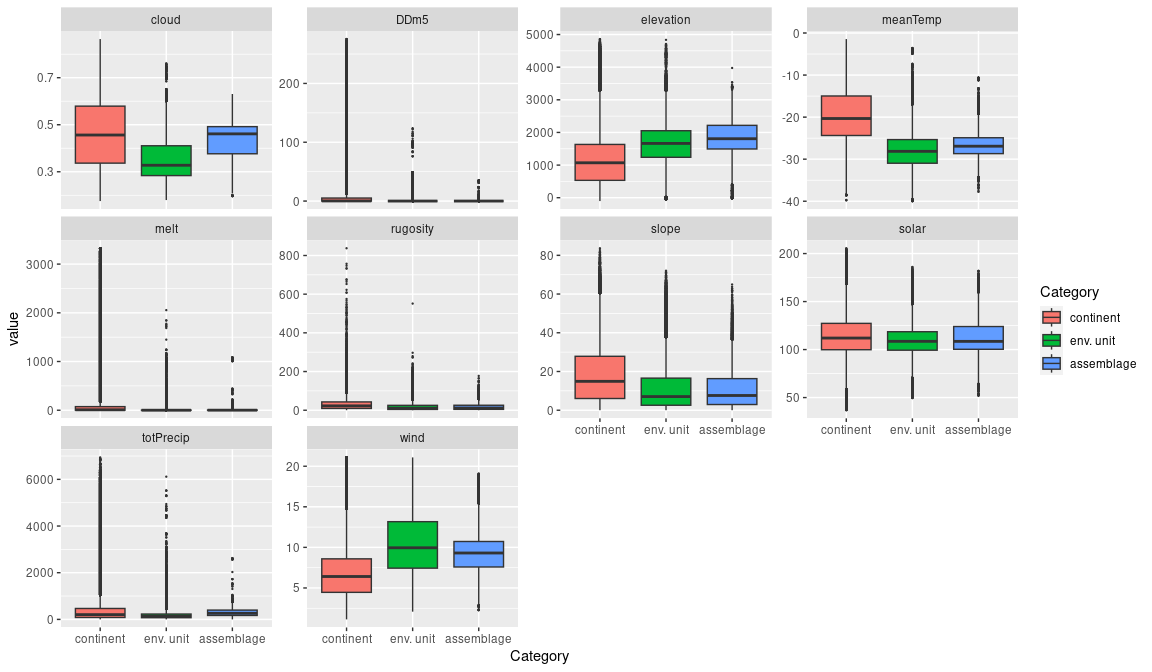 cloud
DDm5
elevation
meanTemp
0.7
0.5
0.3
200
100
0
5000
4000
3000
2000
1000
0
0
-10
-20
-30
-40
melt
rugosity
slope
solar
3000
2000
1000
0
800
600
400
200
0
80
60
40
20
0
200
150
100
50
continent env. unit assemblage
continent env. unit assemblage
totPrecip
wind
6000
4000
2000
0
20
15
10
5
continent env. unit assemblage
continent env. unit assemblage
Category
value
Category
continent
env. unit
assemblage